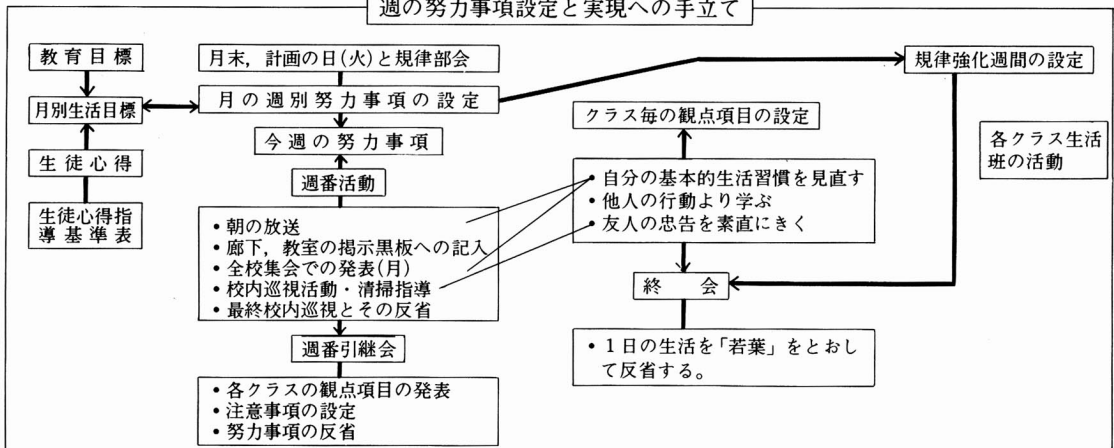 週の努力事項設定と実現への手立て
教育目標
月別生活目標
生徒心得
生徒心得指
導基準表
月末，計画の日(火)と規律部会
月の週別努力事項の設定
今週の努力事項
週番活動
• 朝の放送
• 廊下，教室の掲示黒板への記入
• 全校集会での発表(月)
• 校内巡視活動・清掃指導
• 最終校内巡視とその反省
週番引継会
• 各クラスの観点項目の発表
• 注意事項の設定
• 努力事項の反省
クラス毎の観点項目の設定
• 自分の基本的生活習慣を見直す
• 他人の行動より学ぶ
• 友人の忠告を素直にきく
終　会
• 1日の生活を「若葉」をとおし
て反省する。
規律強化週間の設定
各クラス生活
班の活動